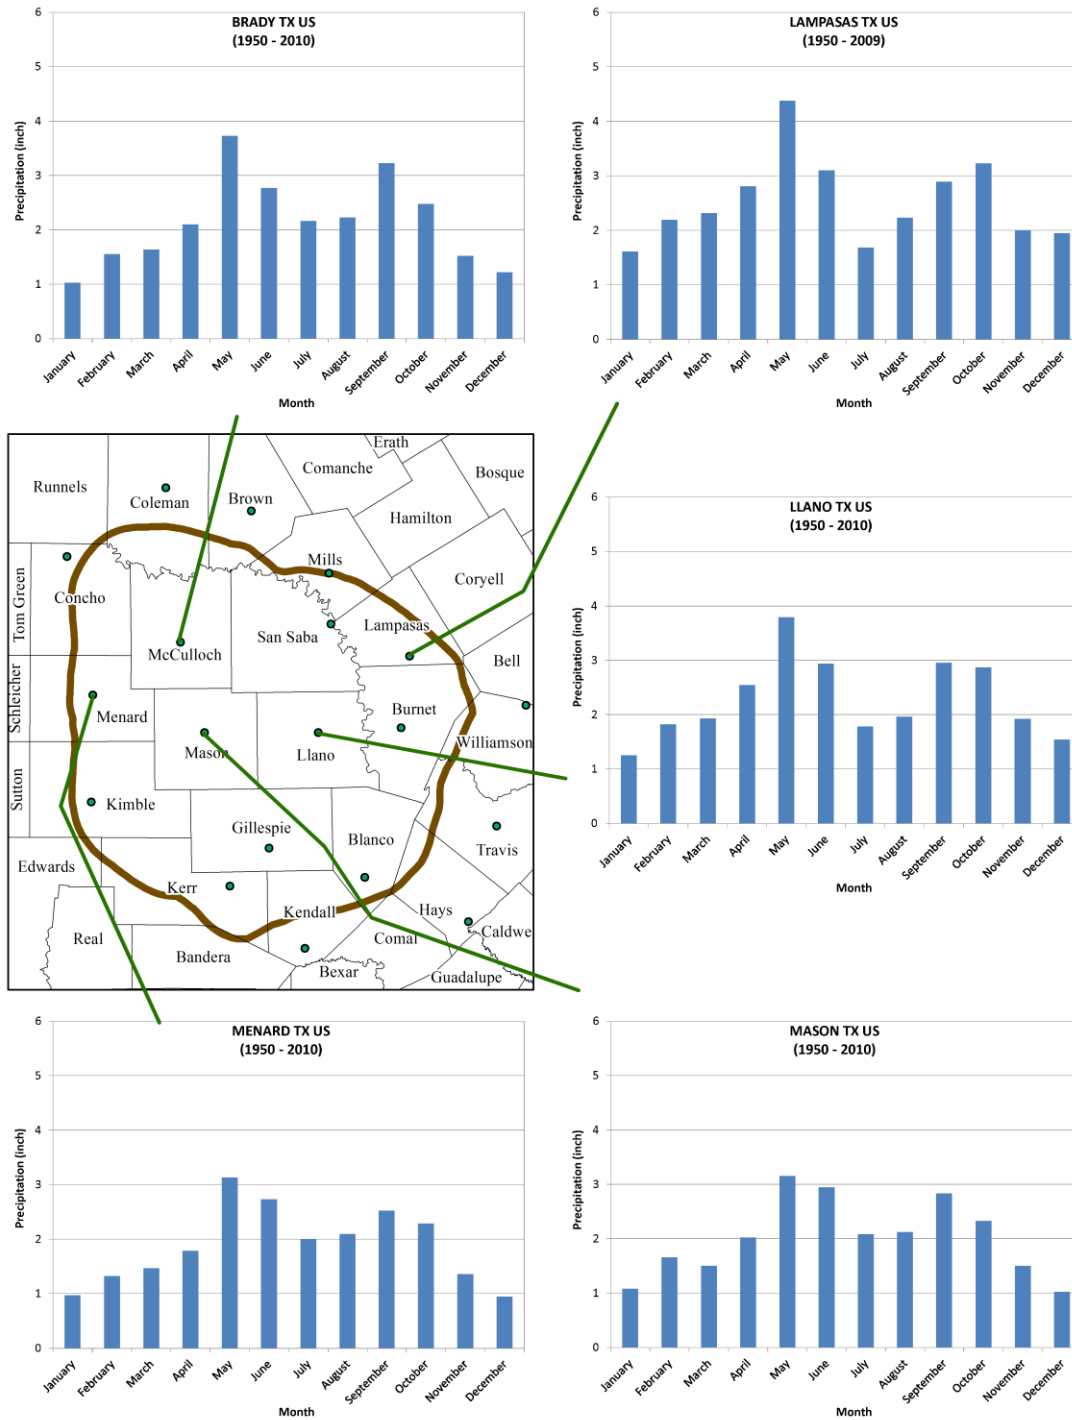 BRADY TX US
(1950 - 2010)
Precipitation (inch)
6
5
4
3
2
1
0
January
February
March
April
May
June
July
August
September
October
November
December
Month
LAMPASAS TX US
(1950 - 2009)
Precipitation (inch)
6
5
4
3
2
1
0
January
February
March
April
May
June
July
August
September
October
November
December
Month
Runnels
Coleman
Brown
Comanche
Erath
Bosque
Hamilton
Mills
Coryell
Tom Green
Concho
McCulloch
San Saba
Lampasas
Bell
Schleicher
Menard
Mason
Llano
Burnet
Williamson
Sutton
Kimble
Gillespie
Blanco
Travis
Edwards
Kerr
Kendall
Hays
Caldwe
Real
Bandera
Comal
Bexar
Guadalupe
LLANO TX US
(1950 - 2010)
Precipitation (inch)
6
5
4
3
2
1
0
January
February
March
April
May
June
July
August
September
October
November
December
Month
MENARD TX US
(1950 - 2010)
Precipitation (inch)
6
5
4
3
2
1
0
January
February
March
April
May
June
July
August
September
October
November
December
Month
MASON TX US
(1950 - 2010)
Precipitation (inch)
6
5
4
3
2
1
0
January
February
March
April
May
June
July
August
September
October
November
December
Month